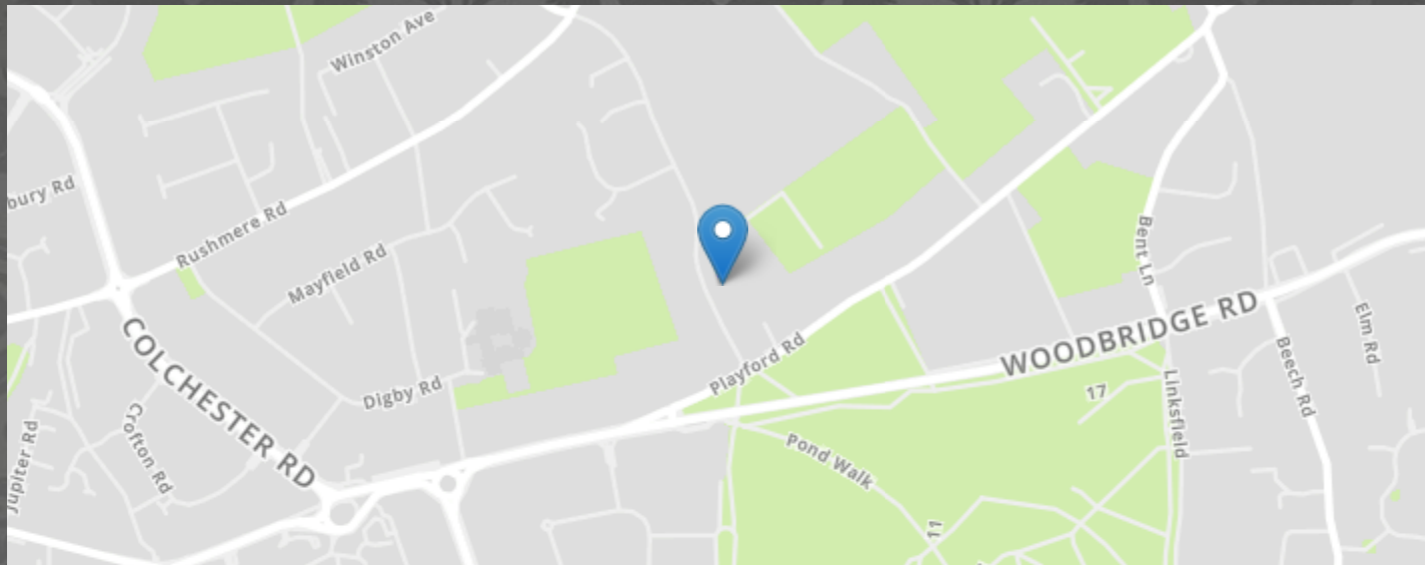 Winston Ave
bury Rd
Rushmere Rd
Mayfield Rd
Bent Ln
COLCHESTER RD
WOODBRIDGE RD
Elm Rd
Playford Rd
Beech Rd
Digby Rd
17
Linksfield
Crofton Rd
Jupiter Rd
Pond Walk
11